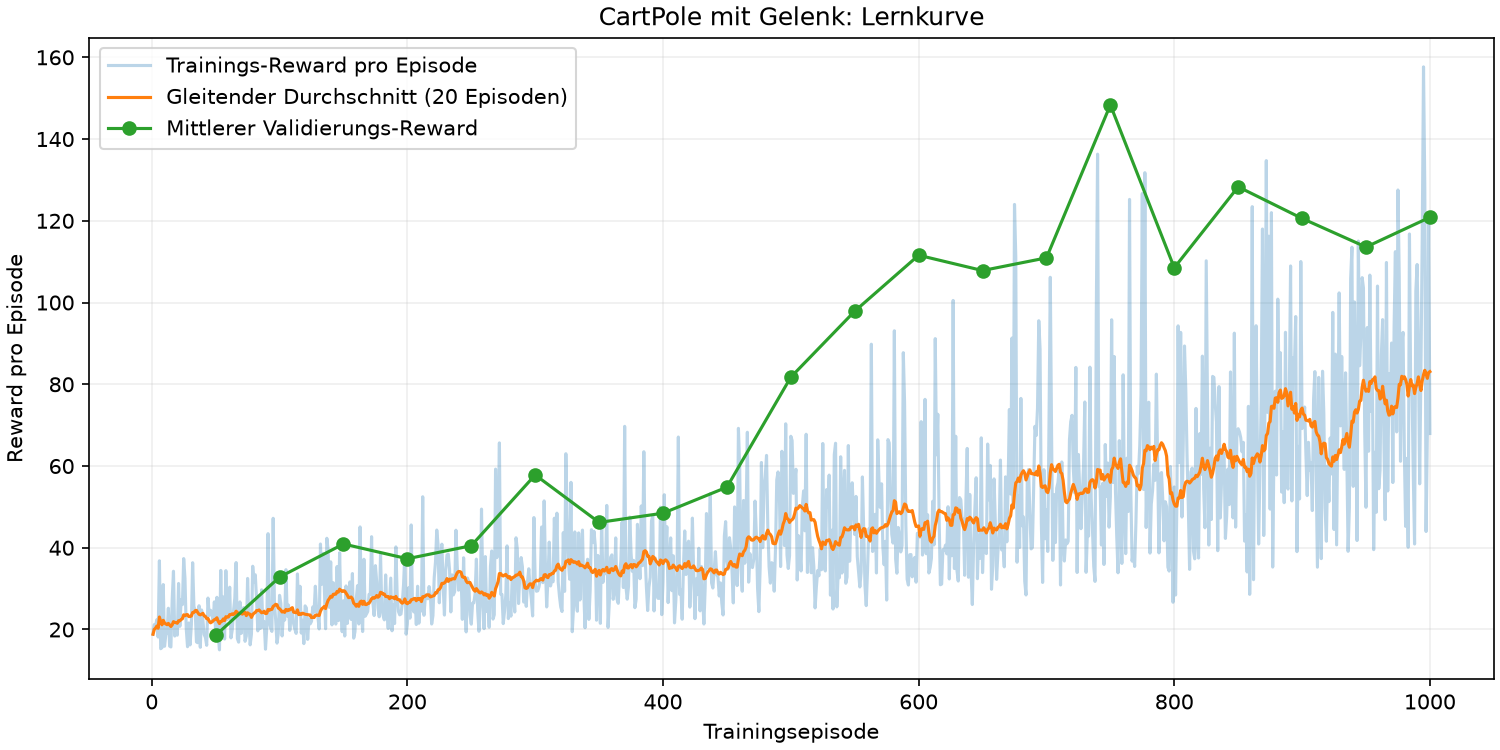 CartPole mit Gelenk: Lernkurve
Trainings-Reward pro Episode
Gleitender Durchschnitt (20 Episoden)
Mittlerer Validierungs-Reward
Reward pro Episode
160
140
120
100
80
60
40
20
0
200
400
600
800
1000
Trainingsepisode